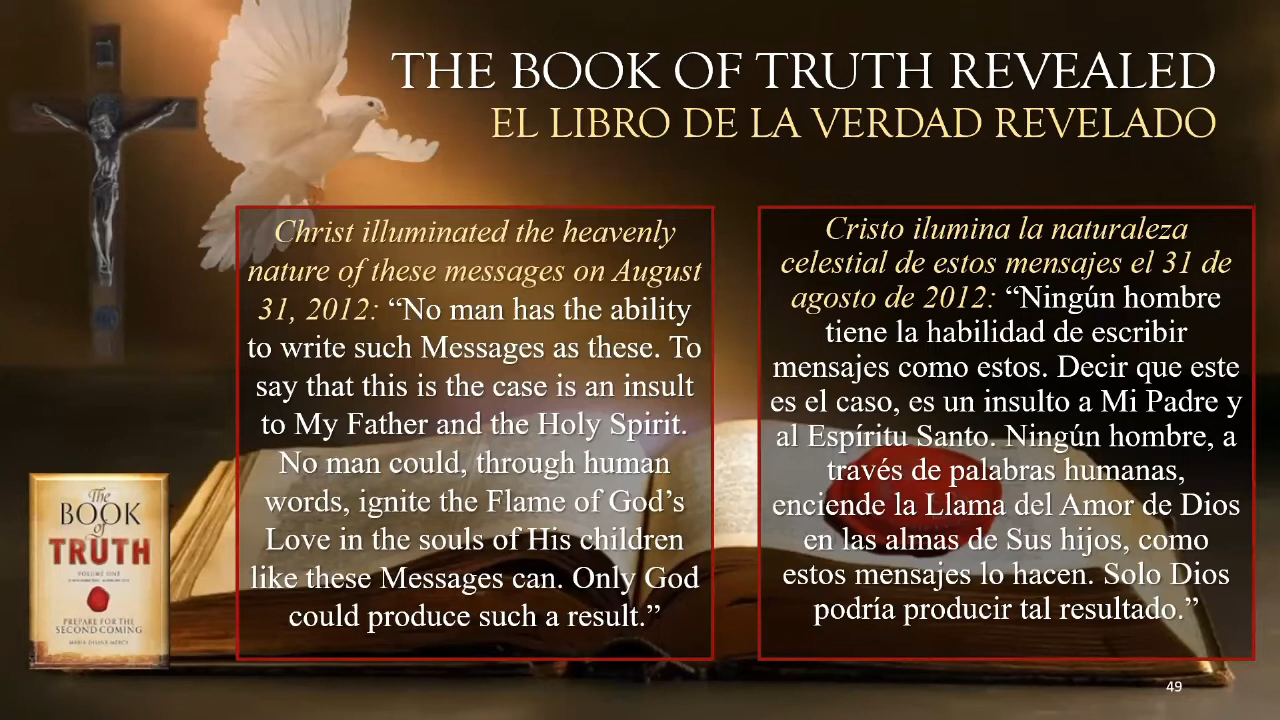 THE BOOK OF TRUTH REVEALED
EL LIBRO DE LA VERDAD REVELADO
Christ illuminated the heavenly
nature of these messages on August
31, 2012: “No man has the ability
to write such Messages as these. To
say that this is the case is an insult
to My Father and the Holy Spirit.
No man could, through human
words, ignite the Flame of God’s
Love in the souls of His children
like these Messages can. Only God
could produce such a result.”
Cristo ilumina la naturaleza
celestial de estos mensajes el 31 de
agosto de 2012: “Ningún hombre
tiene la habilidad de escribir
mensajes como estos. Decir que este
es el caso, es un insulto a Mi Padre y
al Espíritu Santo. Ningún hombre, a
través de palabras humanas,
enciende la Llama del Amor de Dios
en las almas de Sus hijos, como
estos mensajes lo hacen. Solo Dios
podría producir tal resultado.”
The
BOOK
of
TRUTH
VOLUME ONE
PREPARE FOR THE
SECOND COMING
MARIA DIVINE MERCY
49